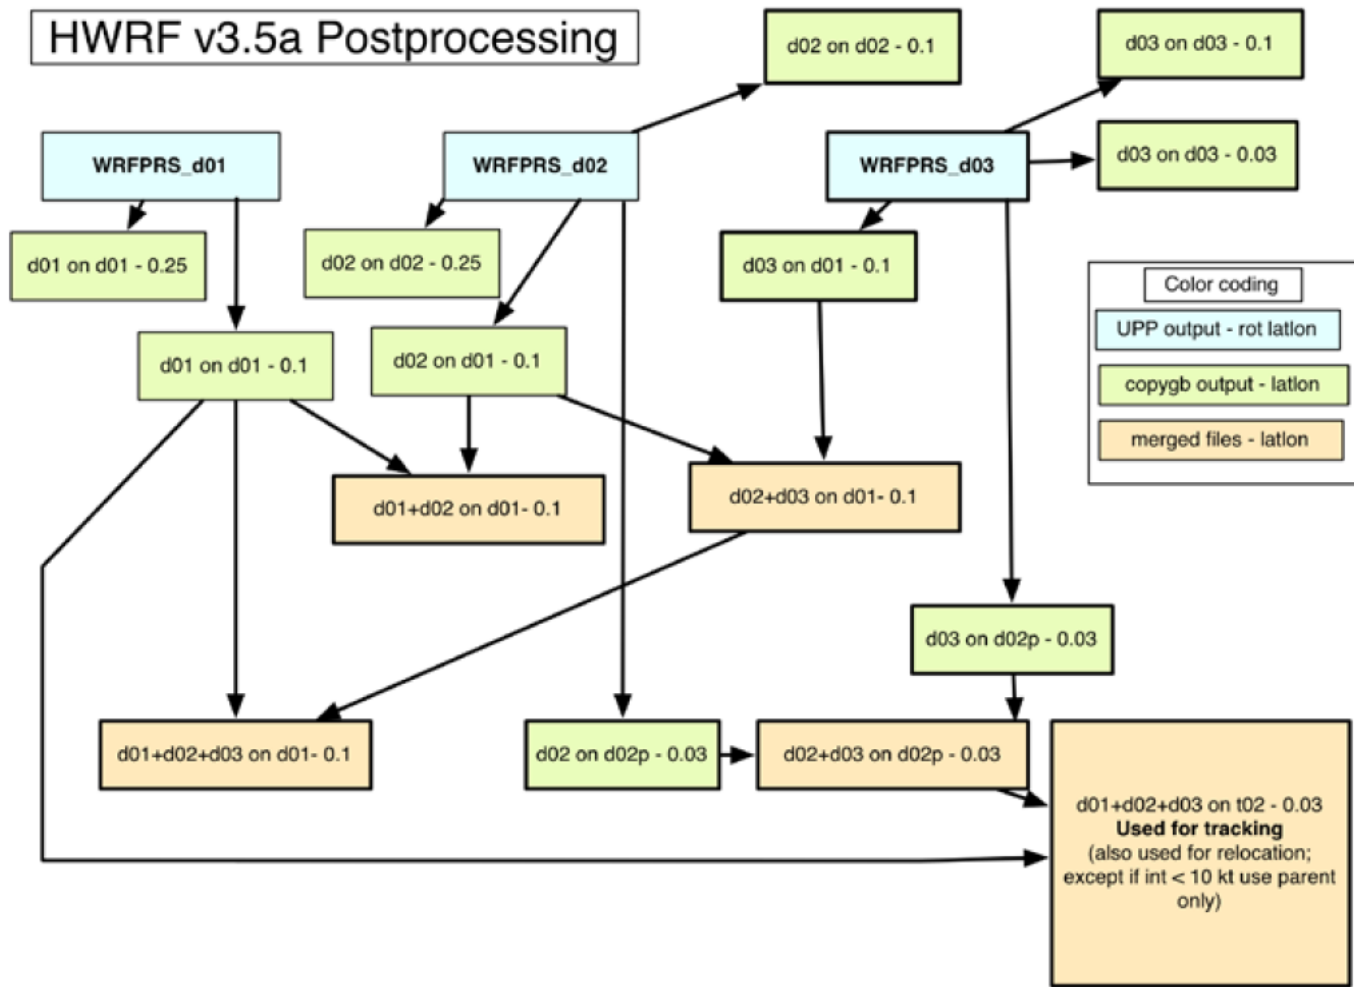 HWRF v3.5a Postprocessing
d02 on d02 - 0.1
d03 on d03 - 0.1
WRFPRS_d01
WRFPRS_d02
WRFPRS_d03
d03 on d03 - 0.03
d01 on d01 - 0.25
d02 on d02 - 0.25
d03 on d01 - 0.1
Color coding
UPP output - rot latlon
copygb output - latlon
merged files - latlon
d01 on d01 - 0.1
d02 on d01 - 0.1
d01+d02 on d01- 0.1
d02+d03 on d01- 0.1
d03 on d02p - 0.03
d01+d02+d03 on d01- 0.1
d02 on d02p - 0.03
d02+d03 on d02p - 0.03
d01+d02+d03 on t02 - 0.03
Used for tracking
(also used for relocation;
except if int < 10 kt use parent
only)